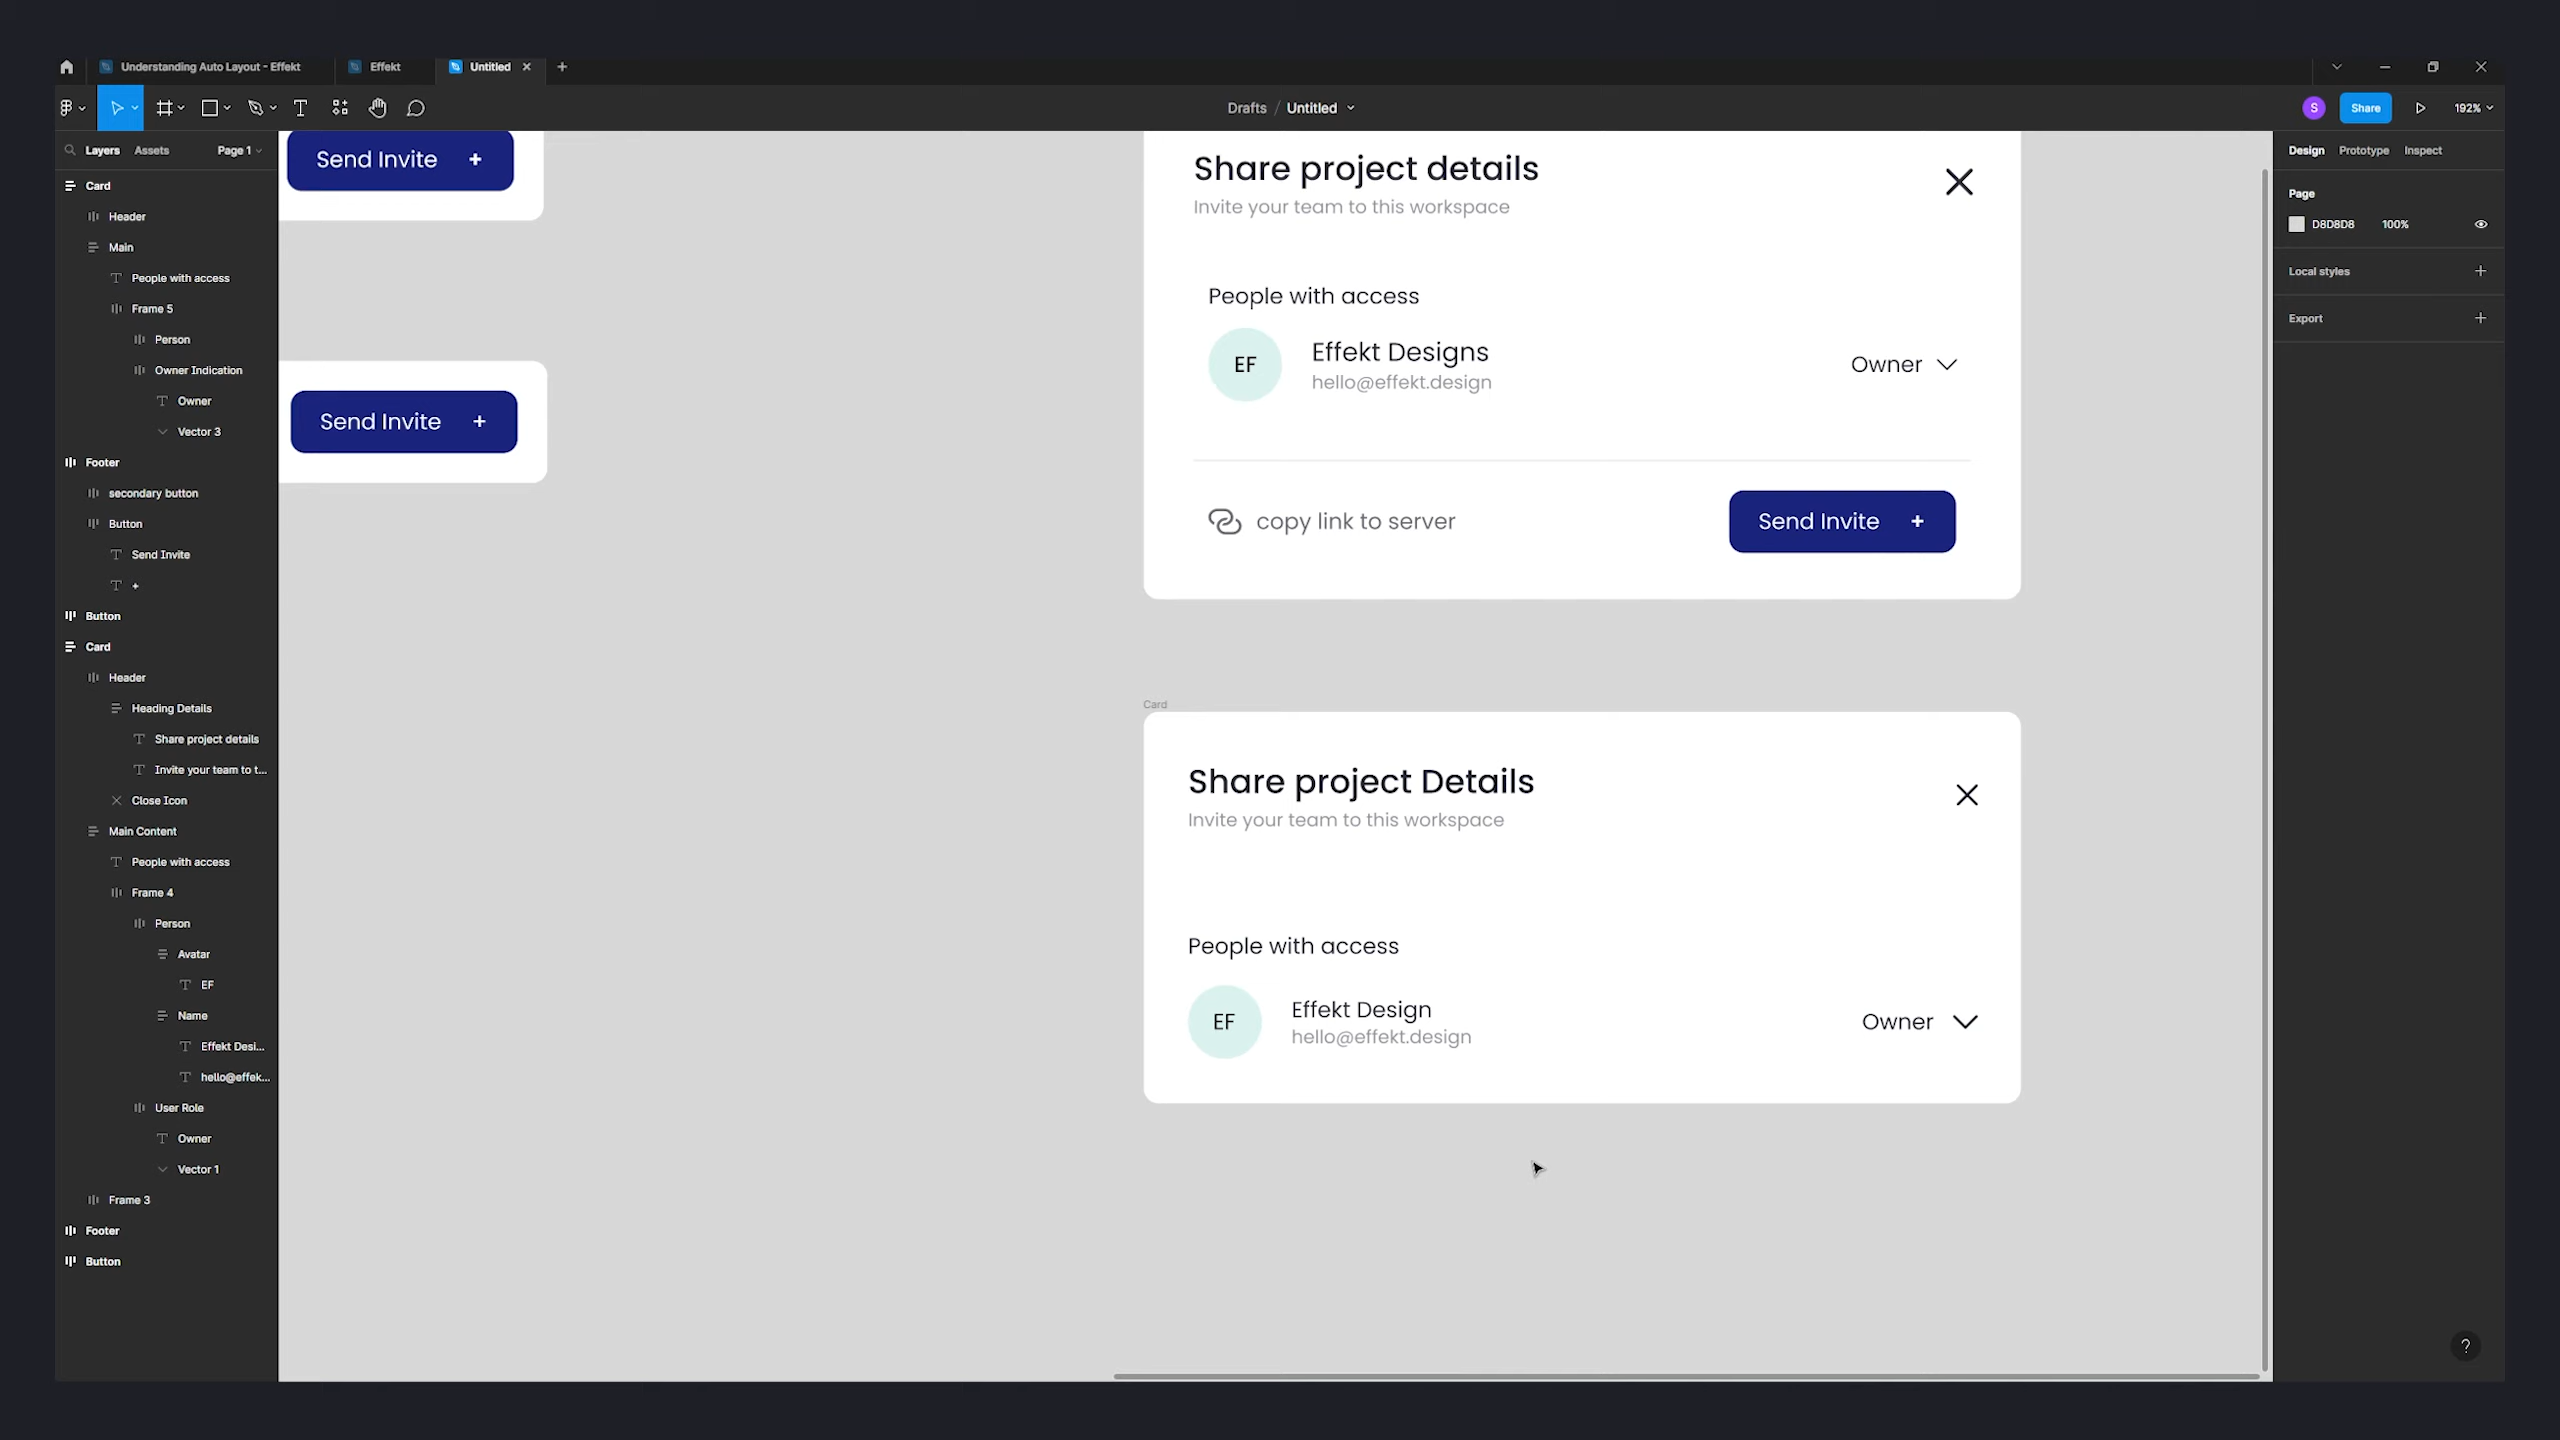 Understanding Auto Layout - Effekt
Effekt
Untitled
Drafts / Untitled
S
Share
192%
Layers
Assets
Page 1
Card
Header
Main
People with access
Frame 5
Person
Owner Indication
Owner
Vector 3
Footer
secondary button
Button
Send Invite
+
Button
Card
Header
Heading Details
Share project details
Invite your team to t...
Close Icon
Main Content
People with access
Frame 4
Person
Avatar
EF
Name
Effekt Desi...
hello@effek...
User Role
Owner
Vector 1
Frame 3
Footer
Button
Send Invite +
Send Invite +
Share project details
Invite your team to this workspace
People with access
EF
Effekt Designs
hello@effekt.design
Owner
copy link to server
Send Invite +
Card
Share project Details
Invite your team to this workspace
People with access
EF
Effekt Design
hello@effekt.design
Owner
Design
Prototype
Inspect
Page
D8D8D8
100%
Local styles
Export
?